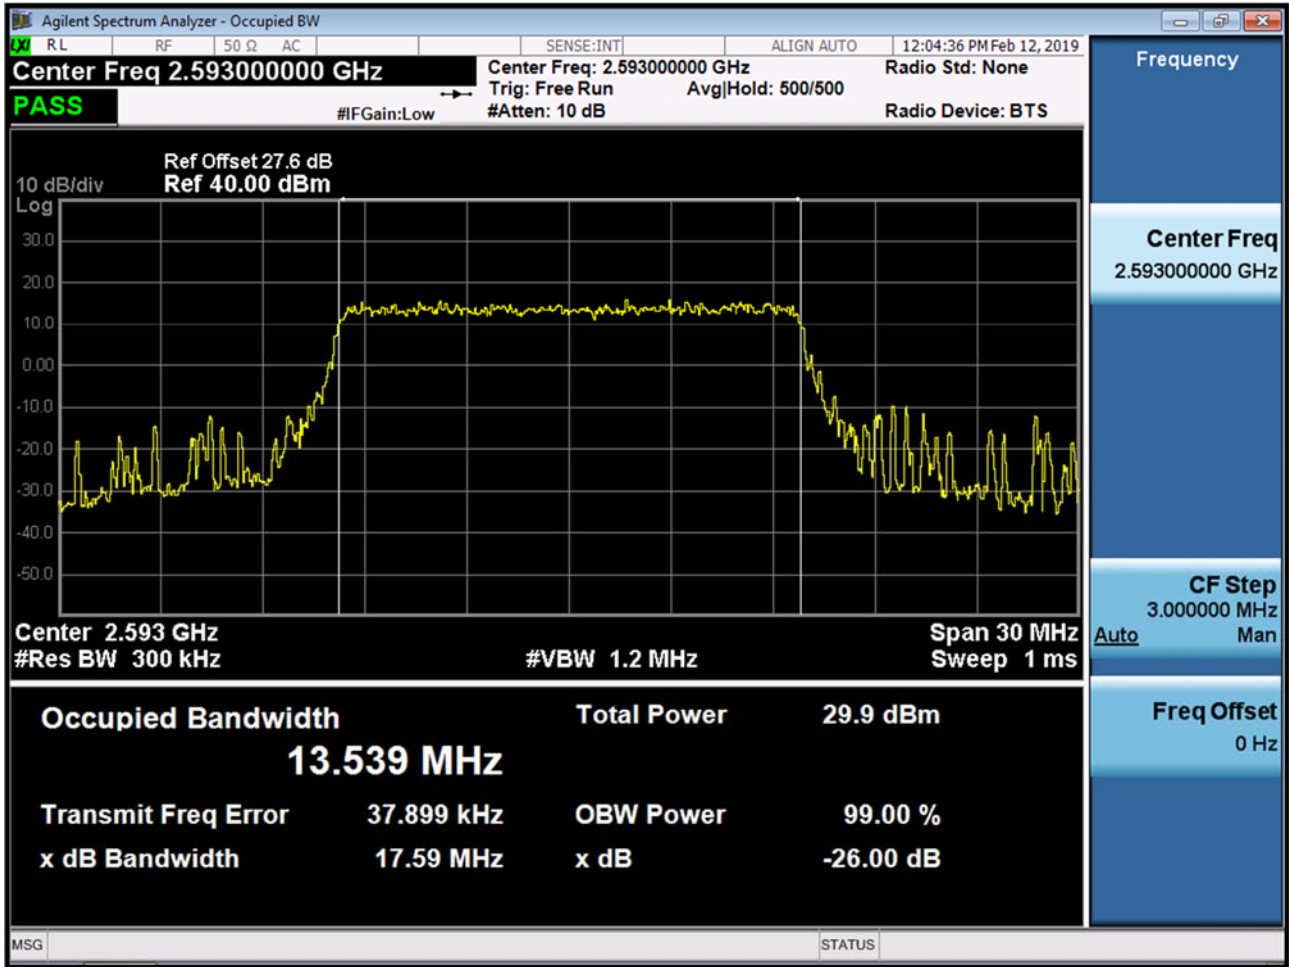 Agilent Spectrum Analyzer - Occupied BW
LXI RL RF 50 Ω AC SENSE:INT ALIGN AUTO 12:04:36 PM Feb 12, 2019
Center Freq 2.593000000 GHz
Center Freq: 2.593000000 GHz
Radio Std: None
Trig: Free Run Avg|Hold: 500/500
PASS
#IFGain:Low
#Atten: 10 dB
Radio Device: BTS
Ref Offset 27.6 dB
10 dB/div Ref 40.00 dBm
Log
30.0
20.0
10.0
0.00
-10.0
-20.0
-30.0
-40.0
-50.0
Center 2.593 GHz Span 30 MHz
#Res BW 300 kHz #VBW 1.2 MHz Sweep 1 ms
Occupied Bandwidth Total Power 29.9 dBm
13.539 MHz
Transmit Freq Error 37.899 kHz OBW Power 99.00 %
x dB Bandwidth 17.59 MHz x dB -26.00 dB
MSG STATUS
Frequency
Center Freq
2.593000000 GHz
CF Step
3.000000 MHz
Auto Man
Freq Offset
0 Hz